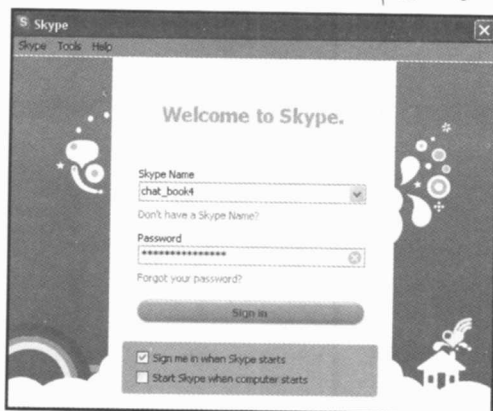 S Skype
Skype Tools Help
Welcome to Skype.
Skype Name
chat_book4
Don't have a Skype Name?
Password
***************
Forgot your password?
Sign in
Sign me in when Skype starts
Start Skype when computer starts